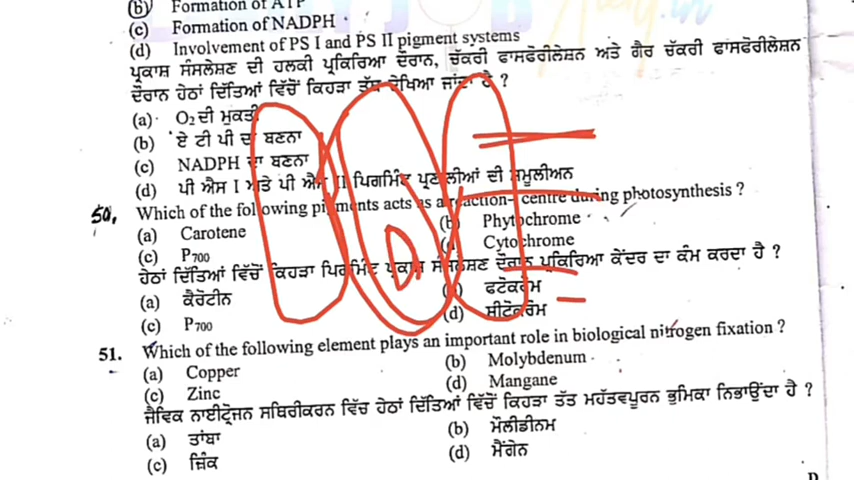 (b) Formation of ATP
(c) Formation of NADPH
(d) Involvement of PS I and PS II pigment systems
ਪ੍ਰਕਾਸ਼ ਸੰਸਲੇਸ਼ਣ ਦੀ ਹਲਕੀ ਪ੍ਰਕਿਰਿਆ ਦੌਰਾਨ, ਚੱਕਰੀ ਫਾਸਫੋਰੀਲੇਸ਼ਨ ਅਤੇ ਗੈਰ ਚੱਕਰੀ ਫਾਸਫੋਰੀਲੇਸ਼ਨ
ਦੌਰਾਨ ਹੇਠਾਂ ਦਿੱਤਿਆਂ ਵਿੱਚੋਂ ਕਿਹੜਾ ਤੱਥ ਦੇਖਿਆ ਜਾਂਦਾ ਹੈ ?
(a) O₂ ਦੀ ਮੁਕਤੀ
(b) ਏ ਟੀ ਪੀ ਦਾ ਬਣਨਾ
(c) NADPH ਦਾ ਬਣਨਾ
(d) ਪੀ ਐਸ I ਅਤੇ ਪੀ ਐਸ II ਪਿਗਮਿੰਟ ਪ੍ਰਣਾਲੀਆਂ ਦੀ ਸ਼ਮੂਲੀਅਨ
50. Which of the following pigments acts as a reaction- centre during photosynthesis ?
(a) Carotene (b) Phytochrome
(c) P₇₀₀ (d) Cytochrome
ਹੇਠਾਂ ਦਿੱਤਿਆਂ ਵਿੱਚੋਂ ਕਿਹੜਾ ਪਿਗਮਿੰਟ ਪ੍ਰਕਾਸ਼ ਸੰਸਲੇਸ਼ਣ ਦੌਰਾਨ ਪ੍ਰਕਿਰਿਆ ਕੇਂਦਰ ਦਾ ਕੰਮ ਕਰਦਾ ਹੈ ?
(a) ਕੈਰੋਟੀਨ (b) ਫਟੋਕਰੋਮ
(c) P₇₀₀ (d) ਸੀਟੋਕਰੋਮ
51. Which of the following element plays an important role in biological nitrogen fixation ?
(a) Copper (b) Molybdenum
(c) Zinc (d) Mangane
ਜੈਵਿਕ ਨਾਈਟ੍ਰੋਜਨ ਸਥਿਰੀਕਰਨ ਵਿੱਚ ਹੇਠਾਂ ਦਿੱਤਿਆਂ ਵਿੱਚੋਂ ਕਿਹੜਾ ਤੱਤ ਮਹੱਤਵਪੂਰਨ ਭੂਮਿਕਾ ਨਿਭਾਉਂਦਾ ਹੈ ?
(a) ਤਾਂਬਾ (b) ਮੌਲੀਡੀਨਮ
(c) ਜ਼ਿੰਕ (d) ਮੈਂਗੇਨ